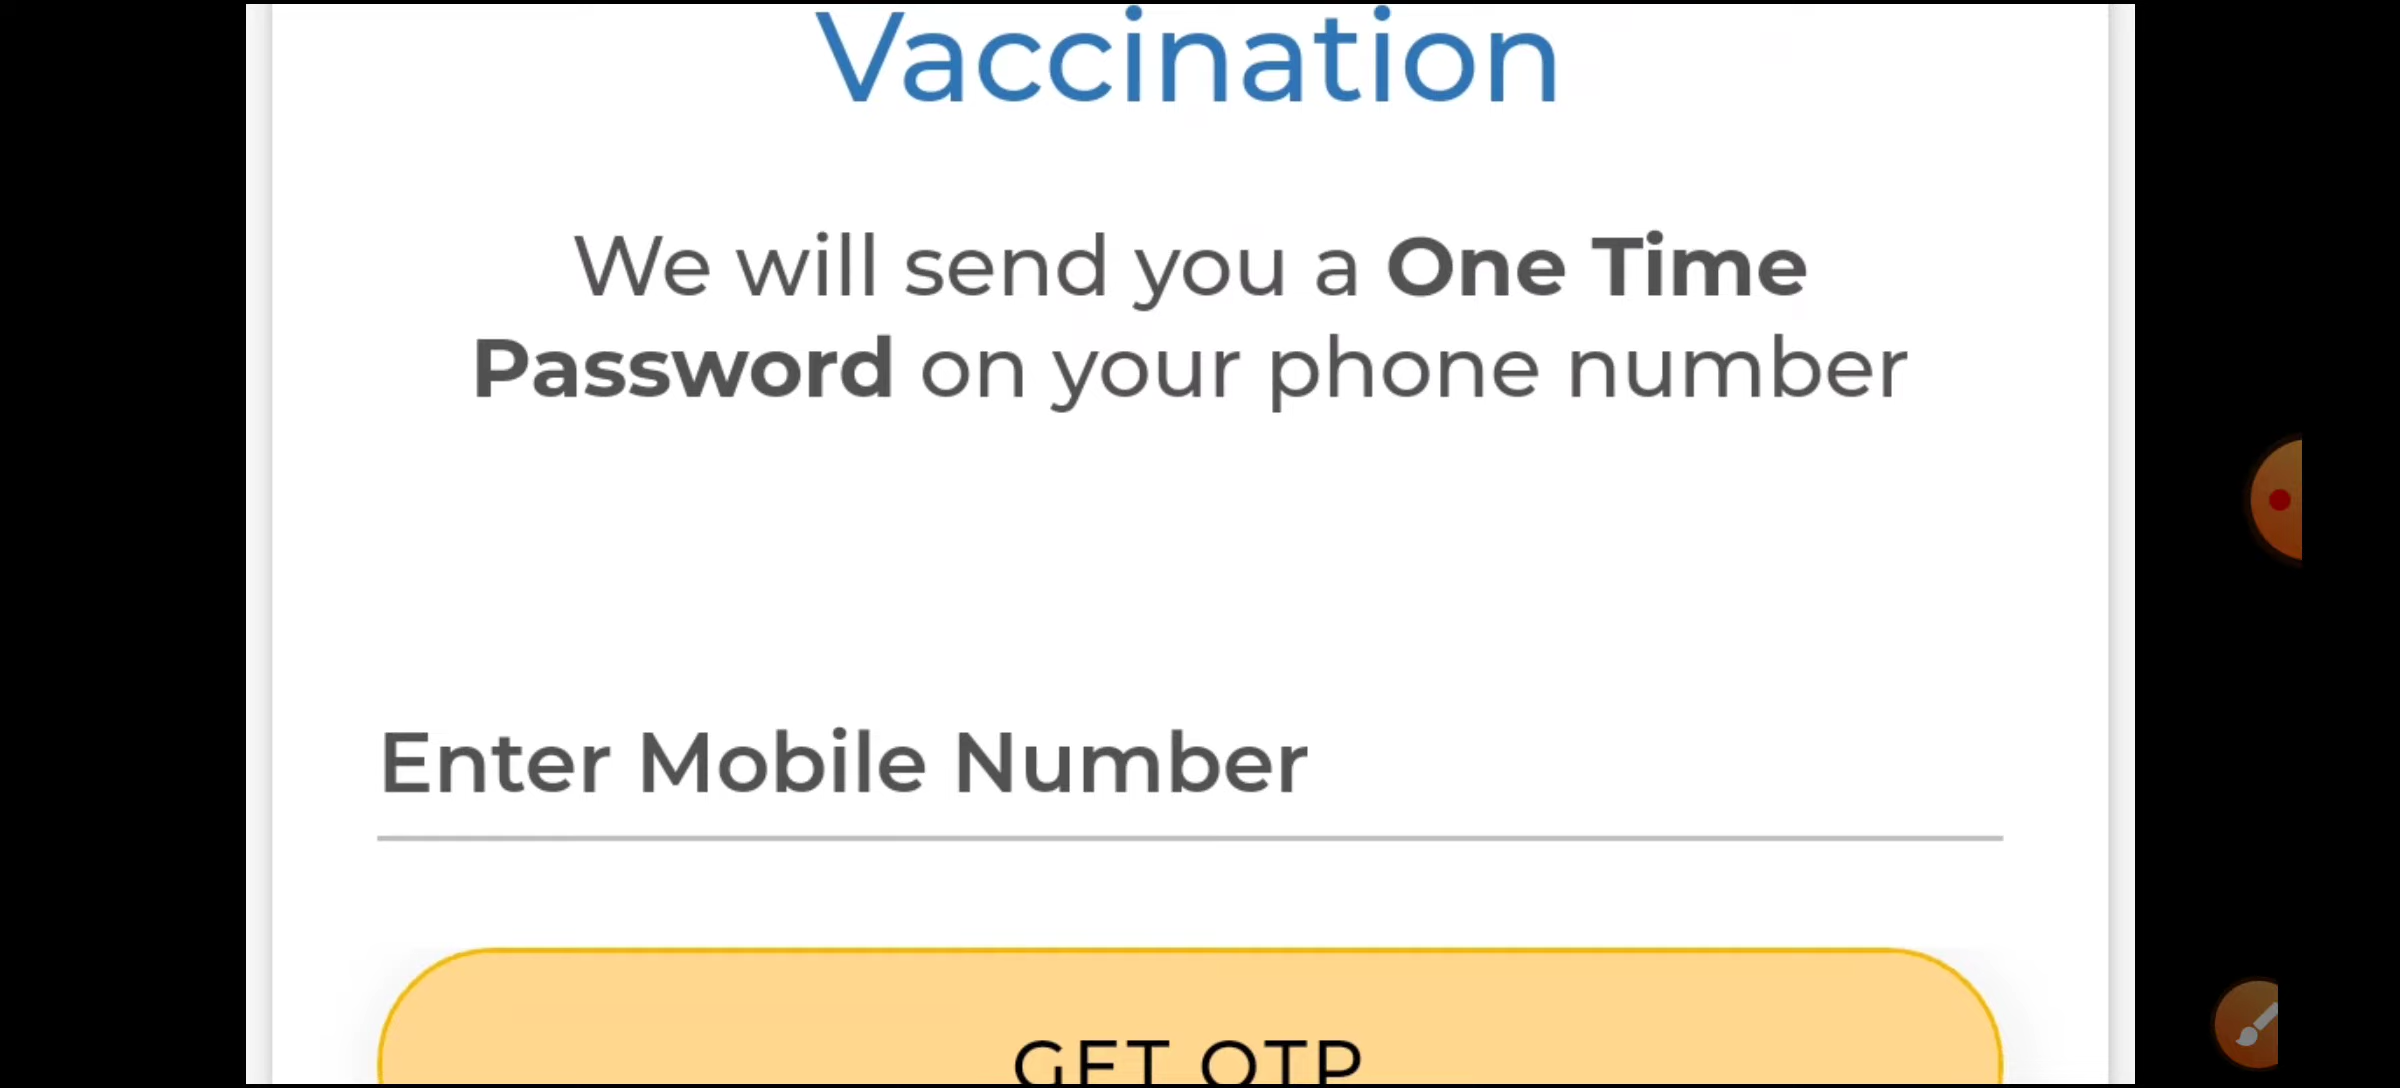 Vaccination
We will send you a One Time
Password on your phone number
Enter Mobile Number
GET OTP